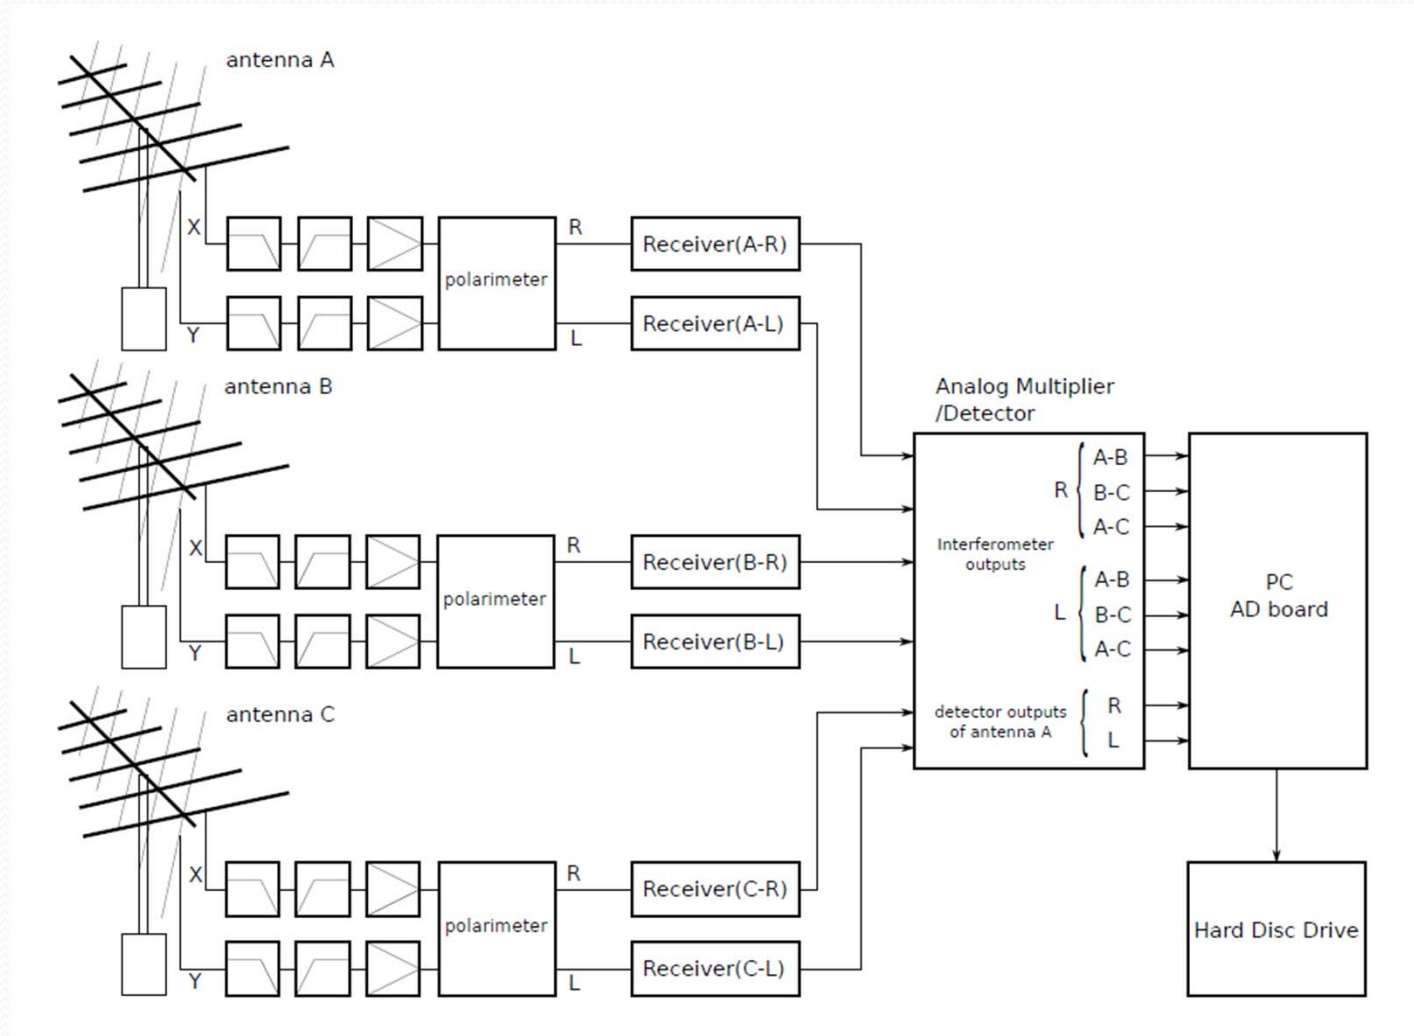 antenna A
X
R
Receiver(A-R)
polarimeter
Y
L
Receiver(A-L)
antenna B
X
R
Receiver(B-R)
polarimeter
Y
L
Receiver(B-L)
antenna C
X
R
Receiver(C-R)
polarimeter
Y
L
Receiver(C-L)
Analog Multiplier
/Detector
Interferometer
outputs
R
A-B
B-C
A-C
L
A-B
B-C
A-C
detector outputs
of antenna A
R
L
PC
AD board
Hard Disc Drive